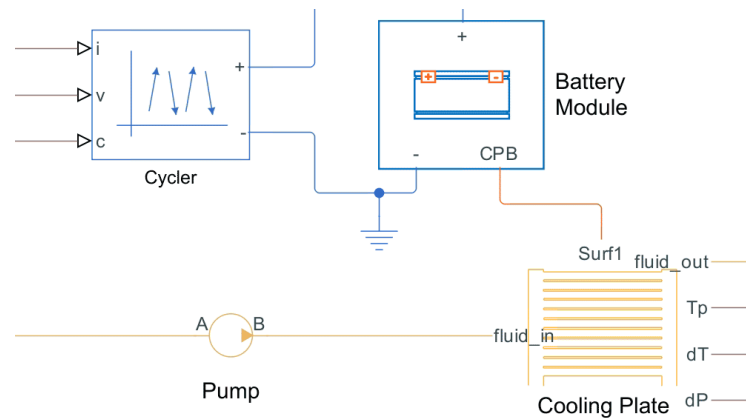 i
v
c
+
-
Cycler
+
+
-
-
CPB
Battery
Module
Surf1
fluid_out
Tp
dT
dP
A
B
fluid_in
Pump
Cooling Plate